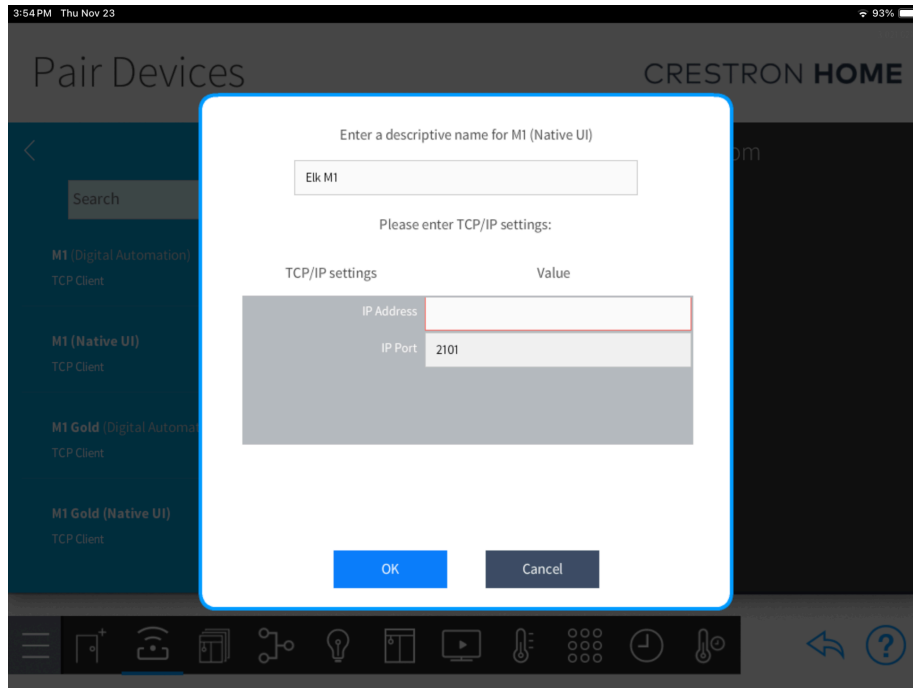 3:54 PM Thu Nov 23
93%
Pair Devices
CRESTRON HOME
Enter a descriptive name for M1 (Native UI)
Elk M1
Please enter TCP/IP settings:
TCP/IP settings Value
IP Address
IP Port 2101
OK Cancel
Search
M1 (Digital Automation)
TCP Client
M1 (Native UI)
TCP Client
M1 Gold (Digital Automat
TCP Client
M1 Gold (Native UI)
TCP Client
?